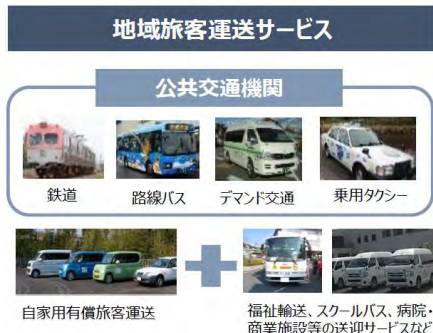 地域旅客運送サービス
公共交通機関
鉄道
路線バス
デマンド交通
乗用タクシー
自家用有償旅客運送
福祉輸送、スクールバス、病院・
商業施設等の送迎サービスなど